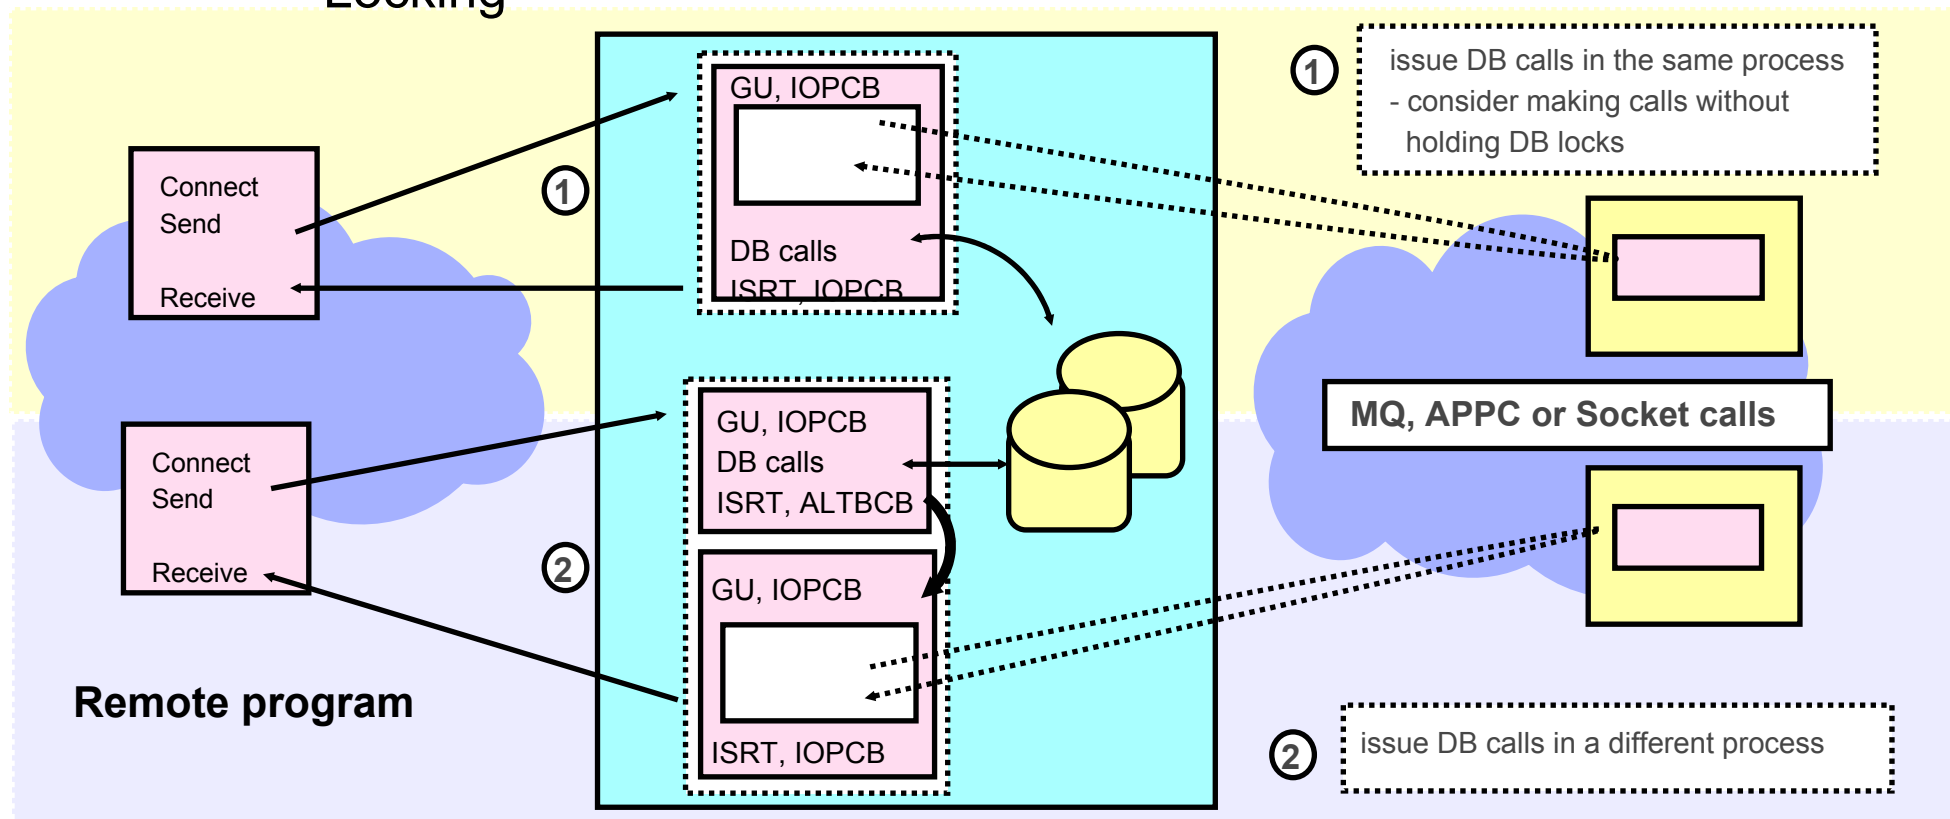 Locking
GU, IOPCB
DB calls
ISRT, IOPCB
1
issue DB calls in the same process
- consider making calls without
holding DB locks
Connect
Send
Receive
1
MQ, APPC or Socket calls
GU, IOPCB
DB calls
ISRT, ALTBCB
Connect
Send
Receive
2
GU, IOPCB
ISRT, IOPCB
Remote program
2
issue DB calls in a different process